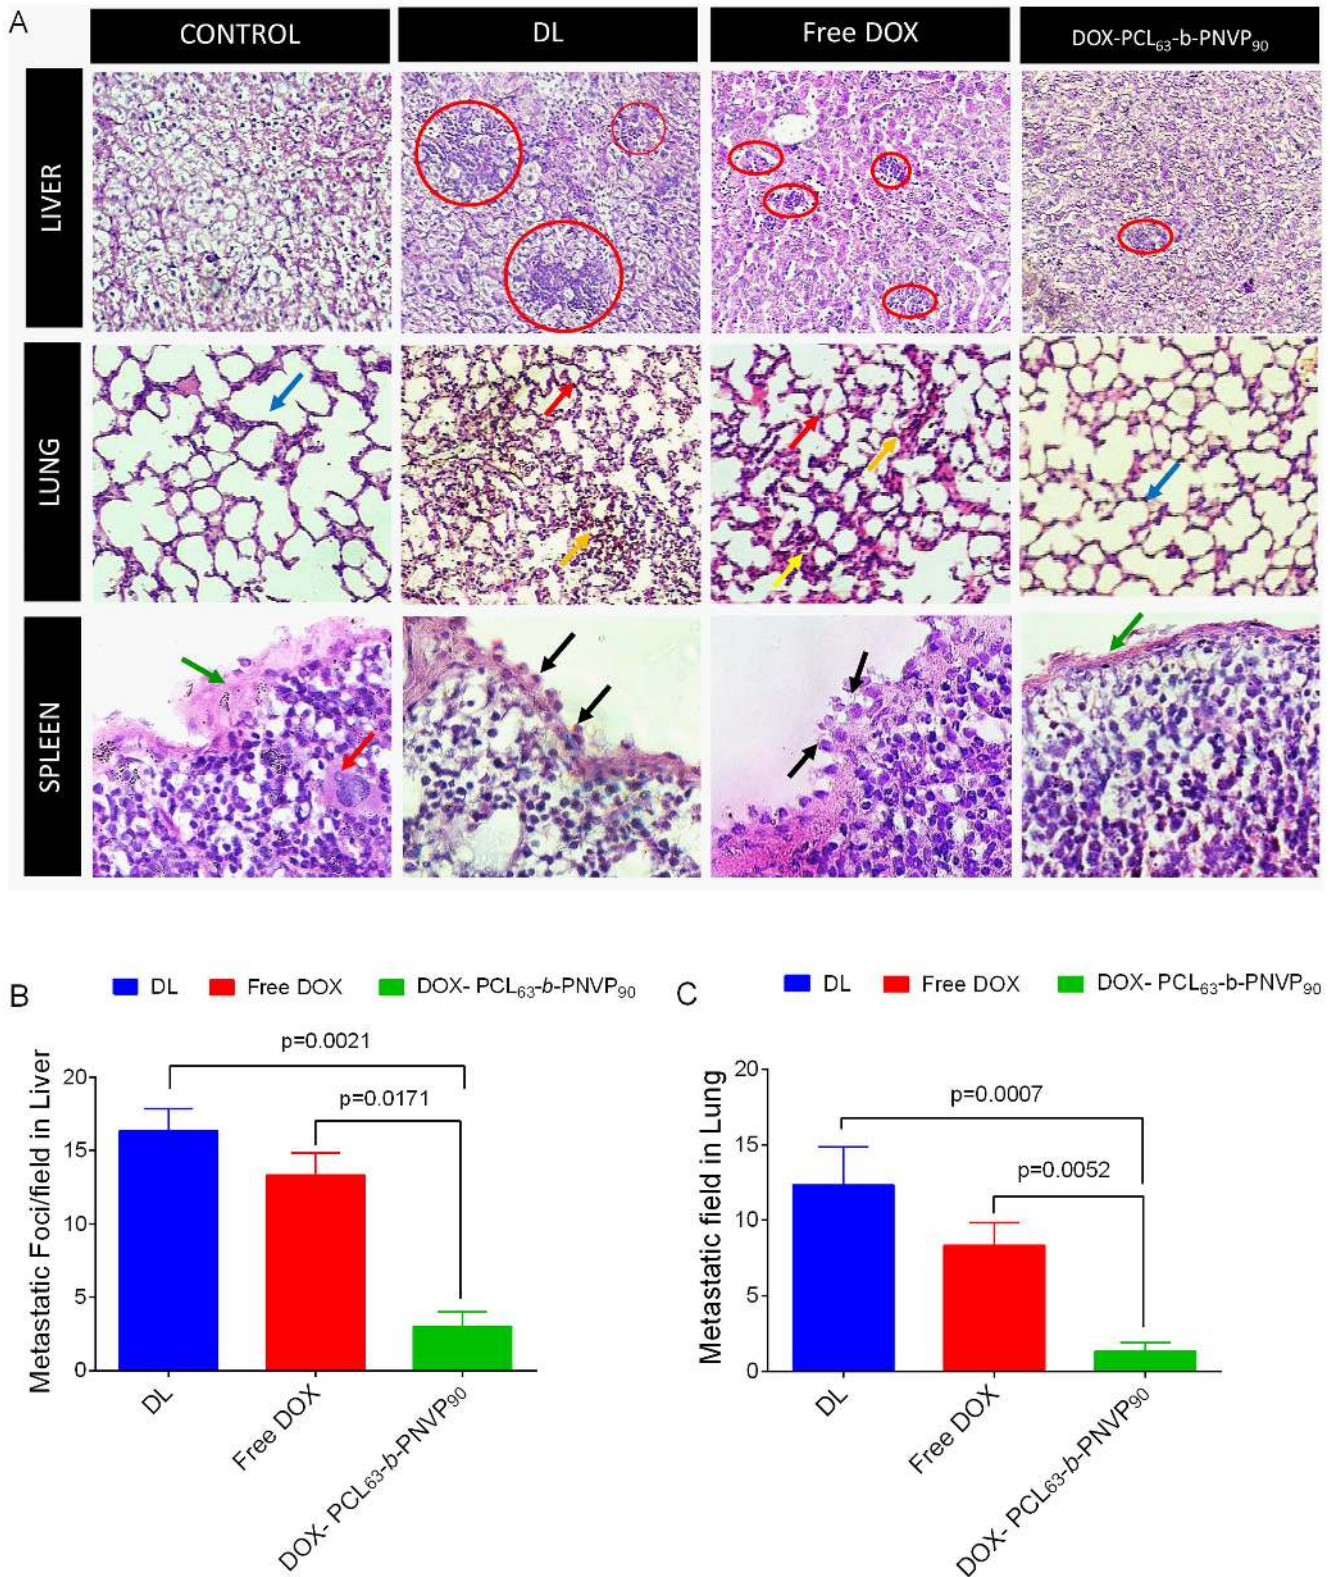 A
CONTROL
DL
Free DOX
DOX-PCL63-b-PNVP90
LIVER
LUNG
SPLEEN
B
DL
Free DOX
DOX- PCL63-b-PNVP90
p=0.0021
p=0.0171
Metastatic Foci/field in Liver
20
15
10
5
0
DL
Free DOX
DOX- PCL63-b-PNVP90
C
DL
Free DOX
DOX- PCL63-b-PNVP90
p=0.0007
p=0.0052
Metastatic field in Lung
20
15
10
5
0
DL
Free DOX
DOX- PCL63-b-PNVP90